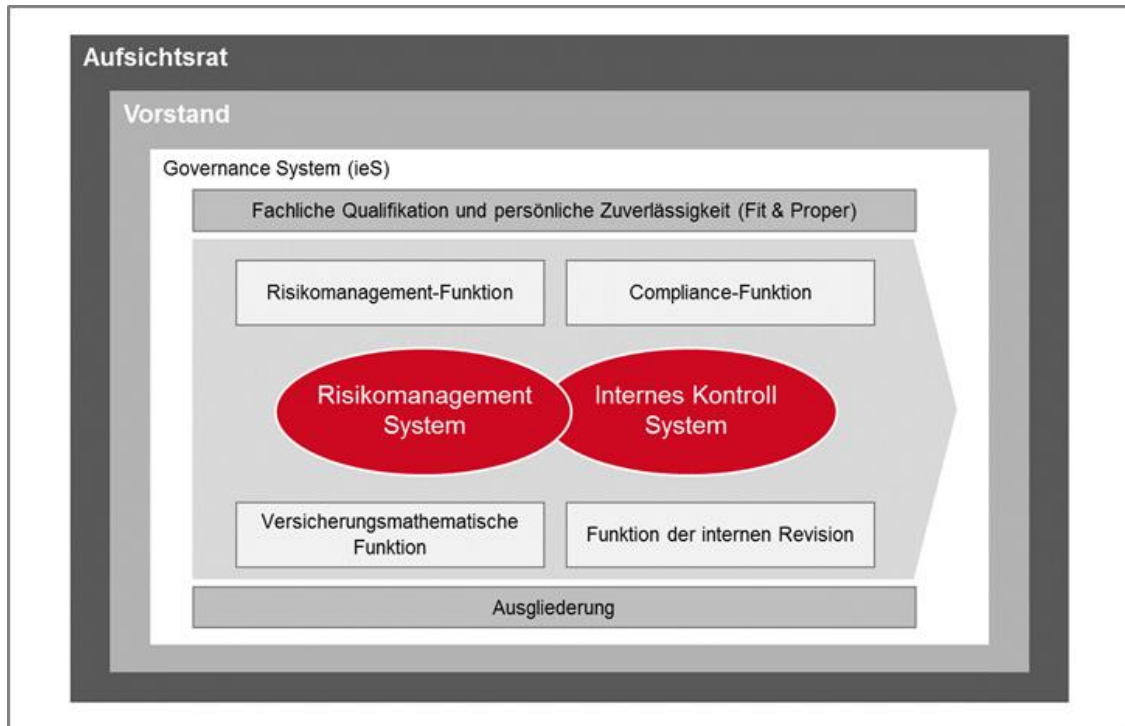 Aufsichtsrat
Vorstand
Governance System (ieS)
Fachliche Qualifikation und persönliche Zuverlässigkeit (Fit & Proper)
Risikomanagement-Funktion
Compliance-Funktion
Risikomanagement
System
Internes Kontroll
System
Versicherungsmathematische
Funktion
Funktion der internen Revision
Ausgliederung